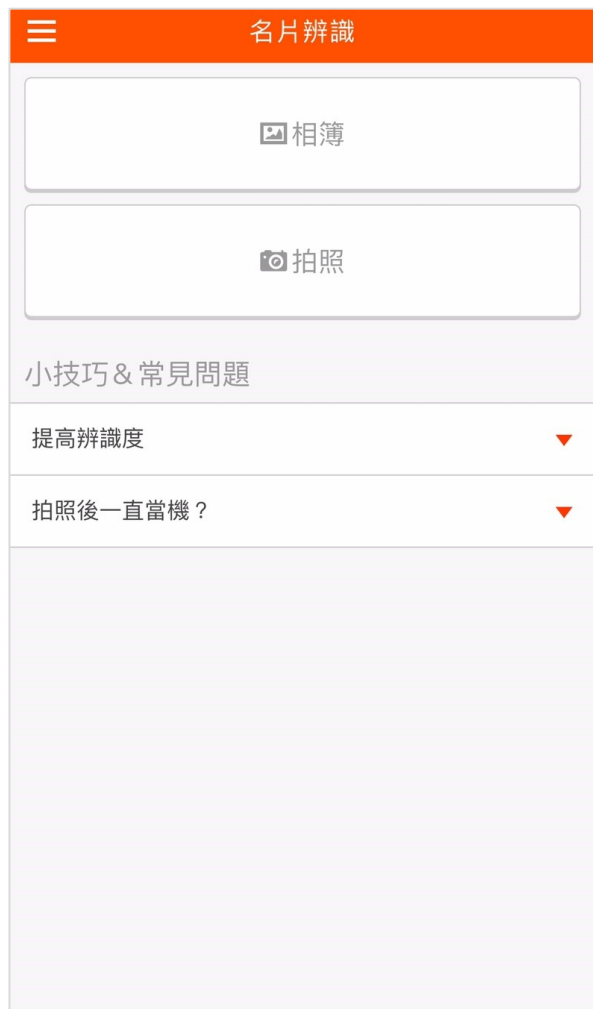 名片辨識
相簿
拍照
小技巧&常見問題
提高辨識度
拍照後一直當機？